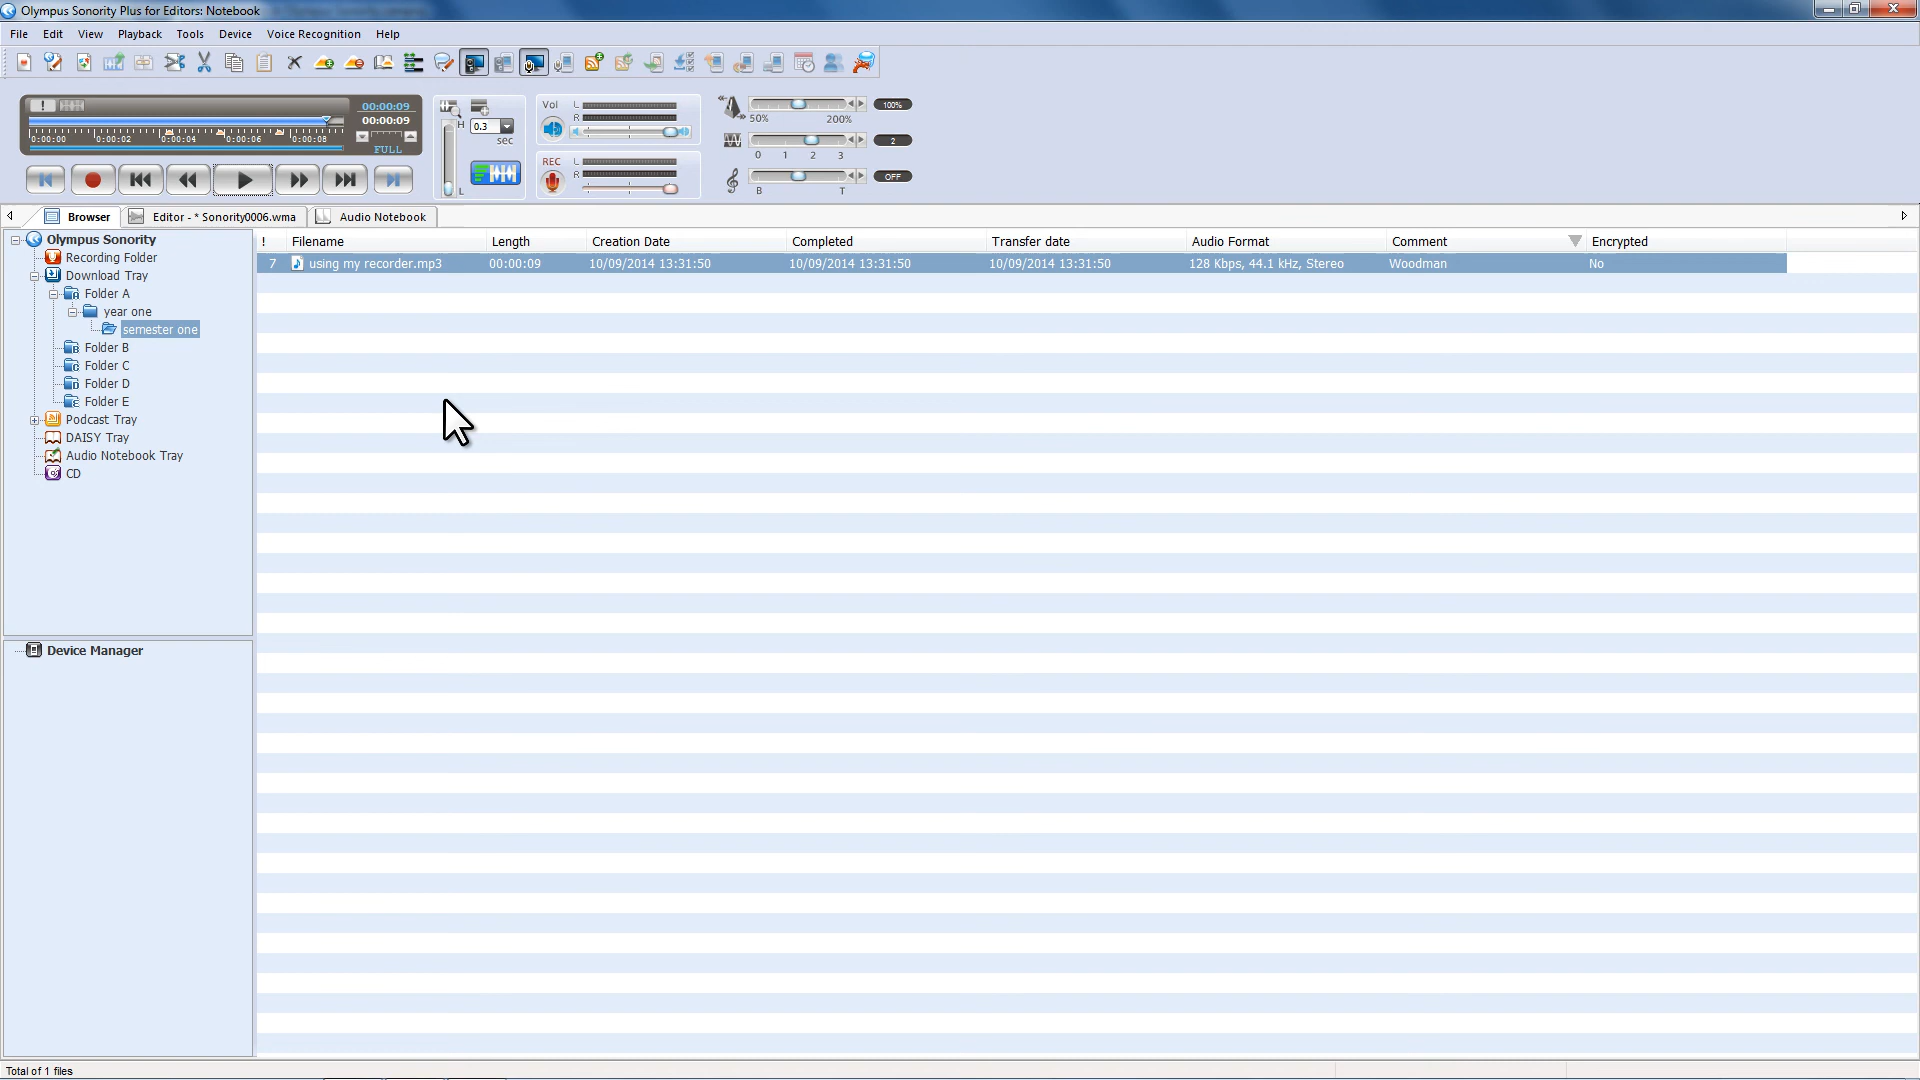 Olympus Sonority Plus for Editors: Notebook
File Edit View Playback Tools Device Voice Recognition Help
! 00:00:09
00:00:09
0:00:00 0:00:02 0:00:04 0:00:06 0:00:08
FULL
H 0.3
sec
L
Vol L
R
REC L
R
100%
50% 200%
2
0 1 2 3
OFF
B T
Browser Editor - * Sonority0006.wma Audio Notebook
Olympus Sonority
Recording Folder
Download Tray
Folder A
year one
semester one
Folder B
Folder C
Folder D
Folder E
Podcast Tray
DAISY Tray
Audio Notebook Tray
CD
Device Manager
! Filename Length Creation Date Completed Transfer date Audio Format Comment Encrypted
7 using my recorder.mp3 00:00:09 10/09/2014 13:31:50 10/09/2014 13:31:50 10/09/2014 13:31:50 128 Kbps, 44.1 kHz, Stereo Woodman No
Total of 1 files